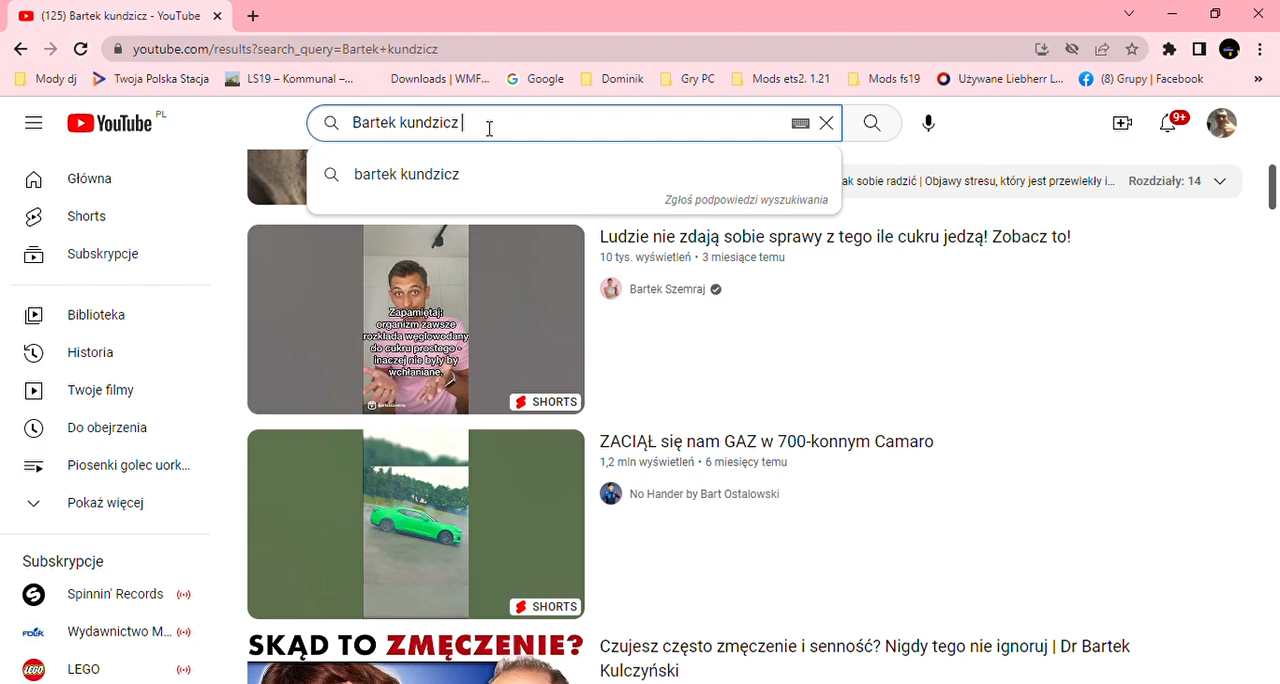 (125) Bartek kundzicz - YouTube
youtube.com/results?search_query=Bartek+kundzicz
Mody dj
Twoja Polska Stacja
LS19 – Kommunal –...
Downloads | WMF...
Google
Dominik
Gry PC
Mods ets2. 1.21
Mods fs19
Używane Liebherr L...
(8) Grupy | Facebook
»
YouTube PL
Bartek kundzicz
9+
bartek kundzicz
Zgłoś podpowiedzi wyszukiwania
ak sobie radzić | Objawy stresu, który jest przewlekły i...
Rozdziały: 14
Główna
Shorts
Subskrypcje
Biblioteka
Historia
Twoje filmy
Do obejrzenia
Piosenki golec uork...
Pokaż więcej
Subskrypcje
Spinnin' Records
Wydawnictwo M...
FOLK
LEGO
LEGO
Zapamiętaj:
organizm zawsze
rozkłada węglowodany
do cukru prostego -
inaczej nie były by
wchłaniane.
SHORTS
Ludzie nie zdają sobie sprawy z tego ile cukru jedzą! Zobacz to!
10 tys. wyświetleń • 3 miesiące temu
Bartek Szemraj
SHORTS
ZACIĄŁ się nam GAZ w 700-konnym Camaro
1,2 mln wyświetleń • 6 miesięcy temu
No Hander by Bart Ostalowski
SKĄD TO ZMĘCZENIE?
Czujesz często zmęczenie i senność? Nigdy tego nie ignoruj | Dr Bartek
Kulczyński